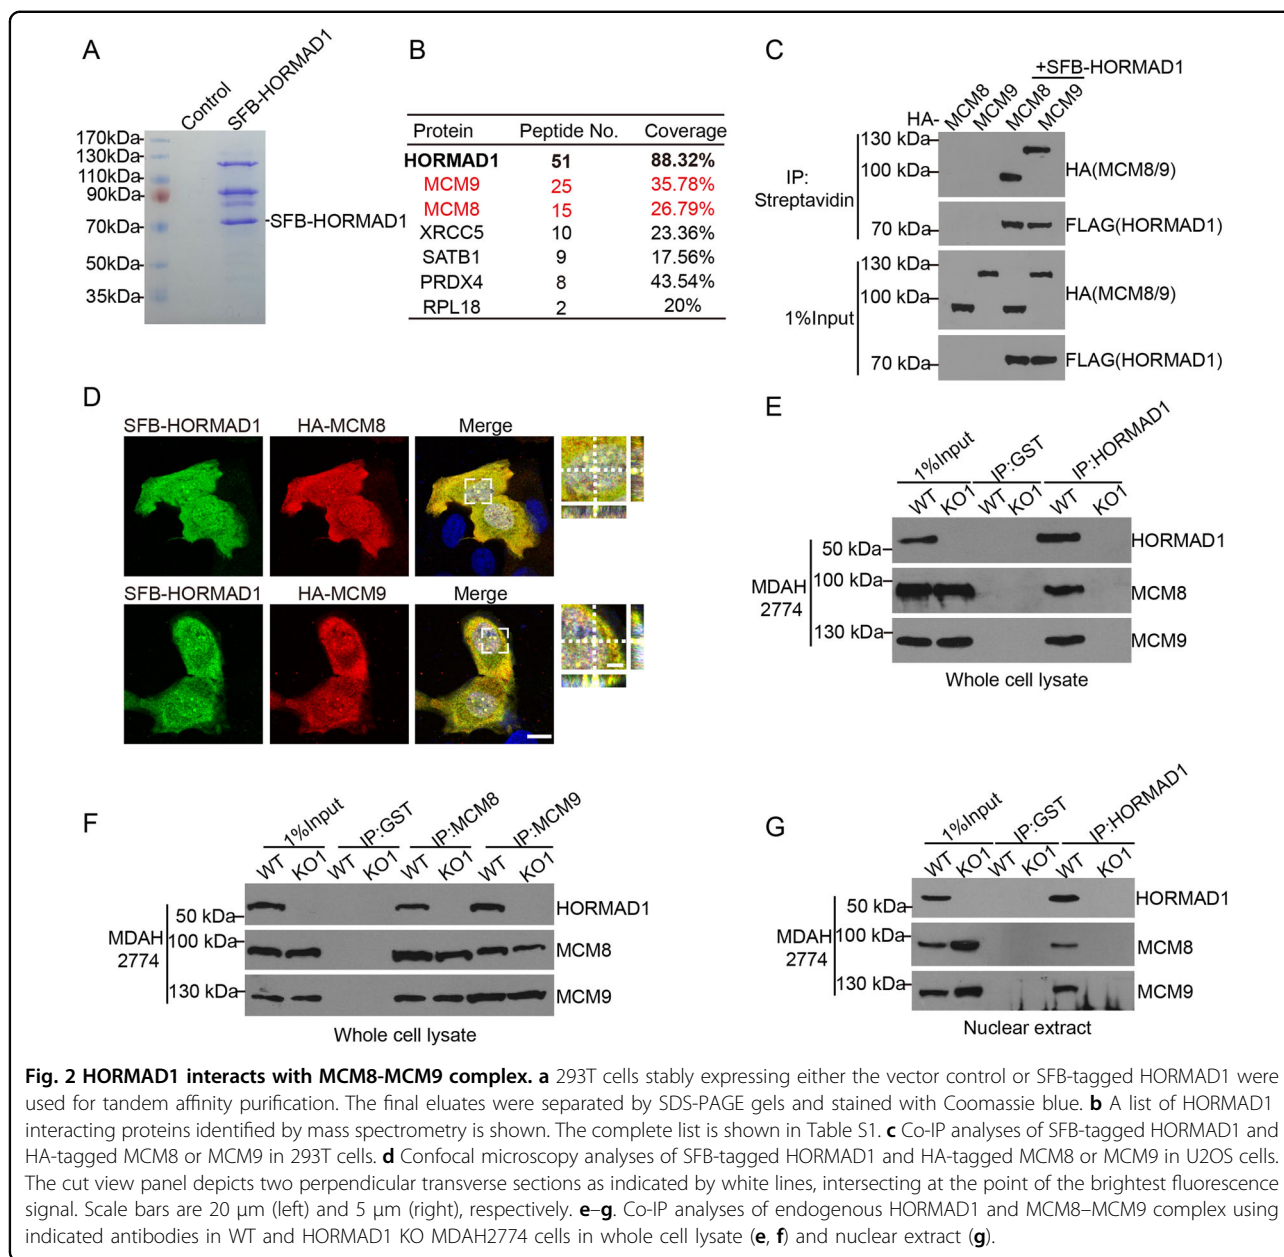 A
Control
SFB-HORMAD1
170kDa
130kDa
110kDa
90kDa
70kDa
50kDa
35kDa
-SFB-HORMAD1
B
Protein Peptide No. Coverage
HORMAD1 51 88.32%
MCM9 25 35.78%
MCM8 15 26.79%
XRCC5 10 23.36%
SATB1 9 17.56%
PRDX4 8 43.54%
RPL18 2 20%
C
+SFB-HORMAD1
HA- MCM8 MCM9 MCM8 MCM9
IP:
Streptavidin
130 kDa
100 kDa
HA(MCM8/9)
70 kDa
FLAG(HORMAD1)
1%Input
130 kDa
100 kDa
HA(MCM8/9)
70 kDa
FLAG(HORMAD1)
D
SFB-HORMAD1 HA-MCM8 Merge
SFB-HORMAD1 HA-MCM9 Merge
E
1%Input IP:GST IP:HORMAD1
WT KO1 WT KO1 WT KO1
MDAH
2774
50 kDa HORMAD1
100 kDa MCM8
130 kDa MCM9
Whole cell lysate
F
1%Input IP:GST IP:MCM8 IP:MCM9
WT KO1 WT KO1 WT KO1 WT KO1
MDAH
2774
50 kDa HORMAD1
100 kDa MCM8
130 kDa MCM9
Whole cell lysate
G
1%Input IP:GST IP:HORMAD1
WT KO1 WT KO1 WT KO1
MDAH
2774
50 kDa HORMAD1
100 kDa MCM8
130 kDa MCM9
Nuclear extract
Fig. 2 HORMAD1 interacts with MCM8-MCM9 complex. a 293T cells stably expressing either the vector control or SFB-tagged HORMAD1 were
used for tandem affinity purification. The final eluates were separated by SDS-PAGE gels and stained with Coomassie blue. b A list of HORMAD1
interacting proteins identified by mass spectrometry is shown. The complete list is shown in Table S1. c Co-IP analyses of SFB-tagged HORMAD1 and
HA-tagged MCM8 or MCM9 in 293T cells. d Confocal microscopy analyses of SFB-tagged HORMAD1 and HA-tagged MCM8 or MCM9 in U2OS cells.
The cut view panel depicts two perpendicular transverse sections as indicated by white lines, intersecting at the point of the brightest fluorescence
signal. Scale bars are 20 μm (left) and 5 μm (right), respectively. e–g. Co-IP analyses of endogenous HORMAD1 and MCM8–MCM9 complex using
indicated antibodies in WT and HORMAD1 KO MDAH2774 cells in whole cell lysate (e, f) and nuclear extract (g).